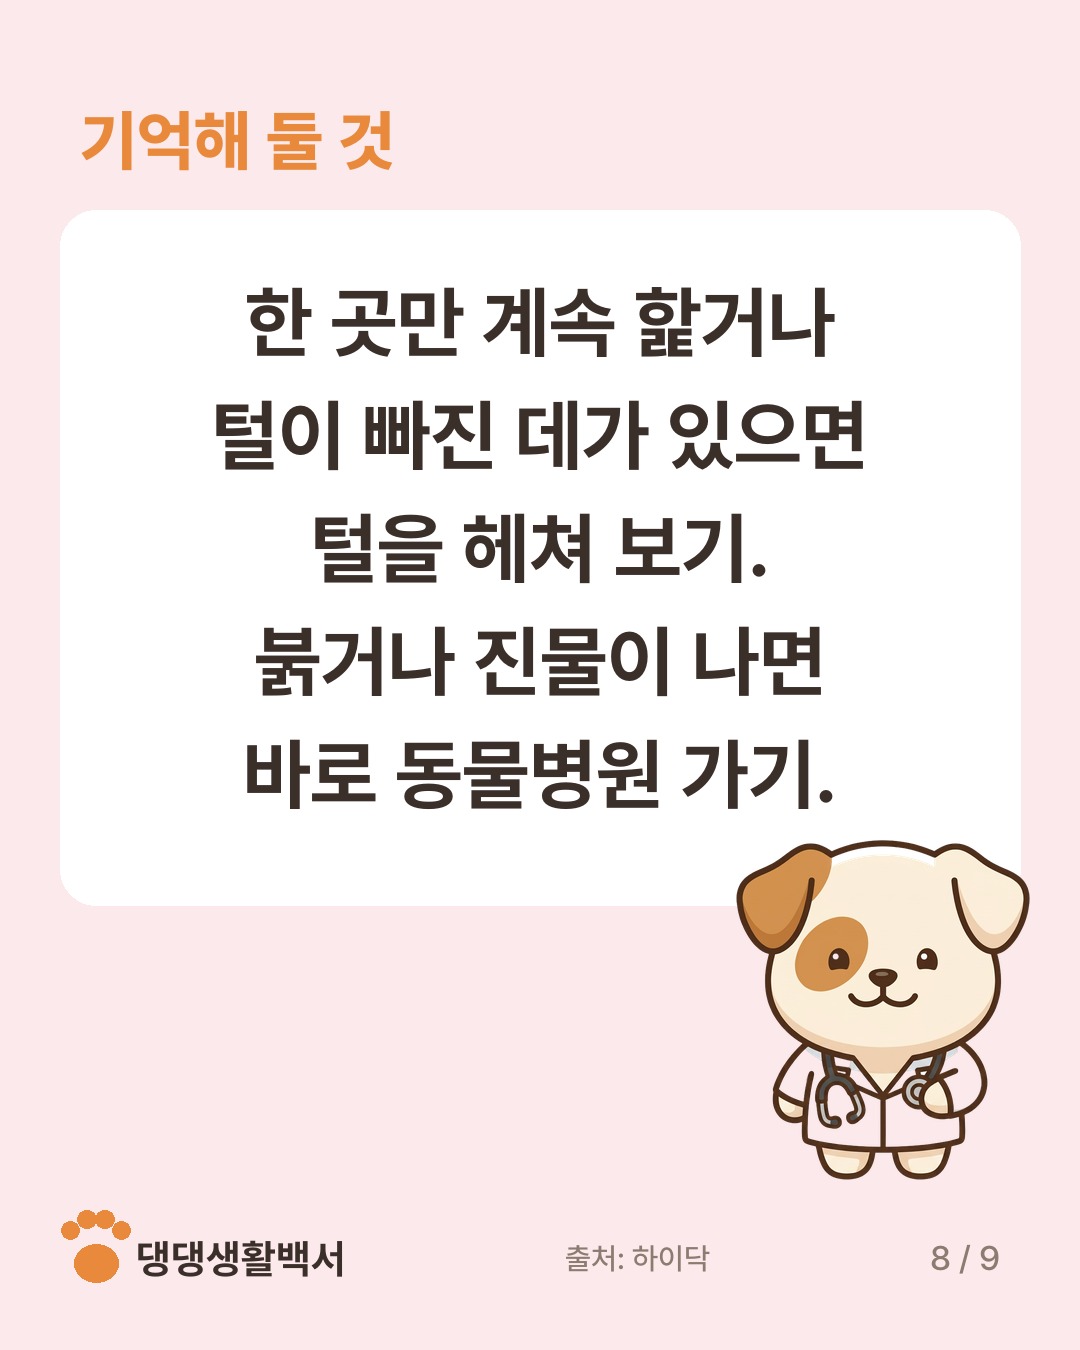 기억해 둘 것
한 곳만 계속 핥거나
털이 빠진 데가 있으면
털을 헤쳐 보기.
붉거나 진물이 나면
바로 동물병원 가기.
댕댕생활백서
출처: 하이닥
8 / 9